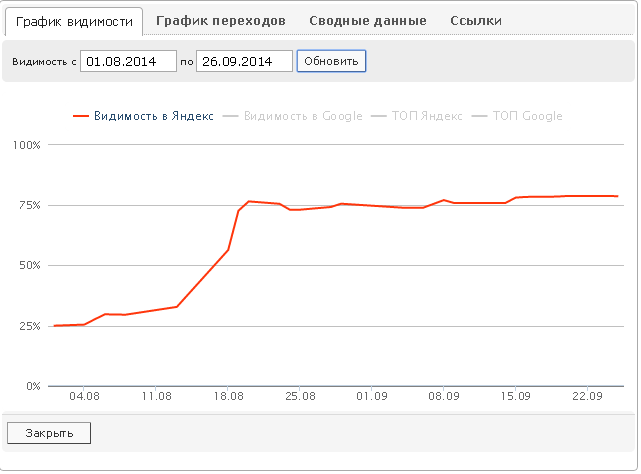 График видимости График переходов Сводные данные Ссылки
Видимость с 01.08.2014 по 26.09.2014 Обновить
Видимость в Яндекс Видимость в Google ТОП Яндекс ТОП Google
100%
75%
50%
25%
0%
04.08 11.08 18.08 25.08 01.09 08.09 15.09 22.09
Закрыть